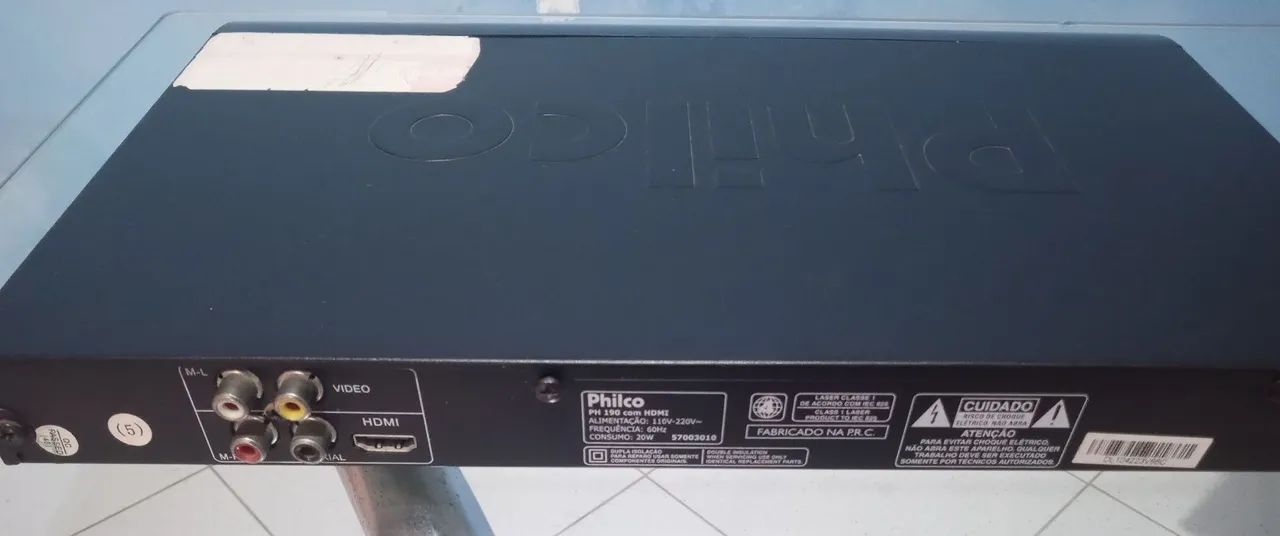 Philco
M-L
VIDEO
HDMI
(5)
Philco
PH 190 com HDMI
ALIMENTAÇÃO: 110V-220V~
FREQUÊNCIA: 60Hz
CONSUMO: 20W 57003010
DUPLA ISOLAÇÃO
PARA REPARO USAR SOMENTE
COMPONENTES ORIGINAIS.
DOUBLE INSULATION
WHEN SERVICING USE ONLY
IDENTICAL REPLACEMENT PARTS.
4
LASER CLASSE 1
DE ACORDO COM IEC 825
CLASS 1 LASER
PRODUCT TO IEC 825
FABRICADO NA P.R.C.
CUIDADO
RISCO DE CHOQUE
ELÉTRICO. NÃO ABRA
ATENÇÃO
PARA EVITAR CHOQUE ELÉTRICO,
NÃO ABRA ESTE APARELHO. QUALQUER
TRABALHO DEVE SER EXECUTADO
SOMENTE POR TÉCNICOS AUTORIZADOS.